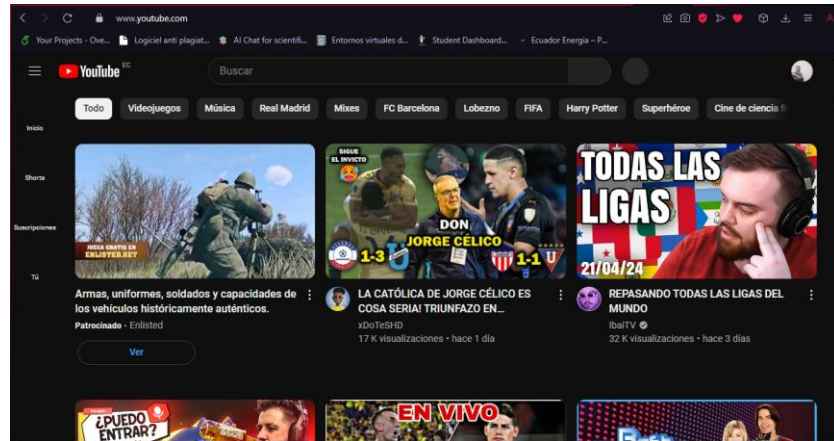 www.youtube.com
Your Projects - Ove...
Logiciel anti plagiat...
AI Chat for scientifi...
Entornos virtuales d...
Student Dashboard...
Ecuador Energia – P...
YouTube EC
Buscar
Todo
Videojuegos
Música
Real Madrid
Mixes
FC Barcelona
Lobezno
FIFA
Harry Potter
Superhéroe
Cine de ciencia
Inicio
Shorts
Suscripciones
Tú
JUEGA GRATIS EN
ENLISTED.NET
Armas, uniformes, soldados y capacidades de
los vehículos históricamente auténticos.
Patrocinado - Enlisted
Ver
SIGUE
EL INVICTO
DON
JORGE CÉLICO
1-3
1-1
U
LA CATÓLICA DE JORGE CÉLICO ES
COSA SERIA! TRIUNFAZO EN...
xDoTeSHD
17 K visualizaciones • hace 1 día
TODAS LAS
LIGAS
21/04/24
REPASANDO TODAS LAS LIGAS DEL
MUNDO
IbaiTV
32 K visualizaciones • hace 3 días
¿PUEDO
ENTRAR?
EN VIVO